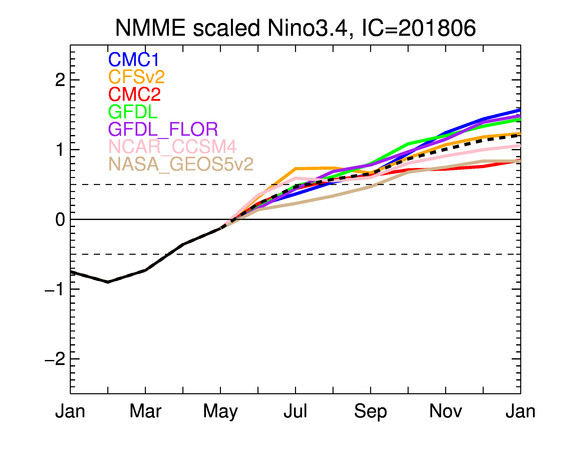 NMME scaled Nino3.4, IC=201806
CMC1
CFSv2
CMC2
GFDL
GFDL_FLOR
NCAR_CCSM4
NASA_GEOS5v2
2
1
0
−1
−2
Jan Mar May Jul Sep Nov Jan